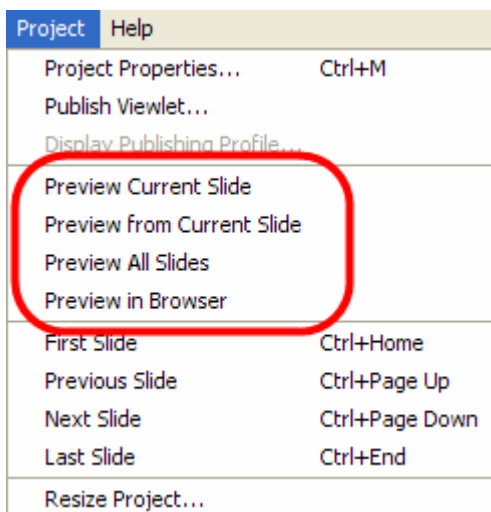 Project Help
Project Properties... Ctrl+M
Publish Viewlet...
Display Publishing Profile...
Preview Current Slide
Preview from Current Slide
Preview All Slides
Preview in Browser
First Slide Ctrl+Home
Previous Slide Ctrl+Page Up
Next Slide Ctrl+Page Down
Last Slide Ctrl+End
Resize Project...